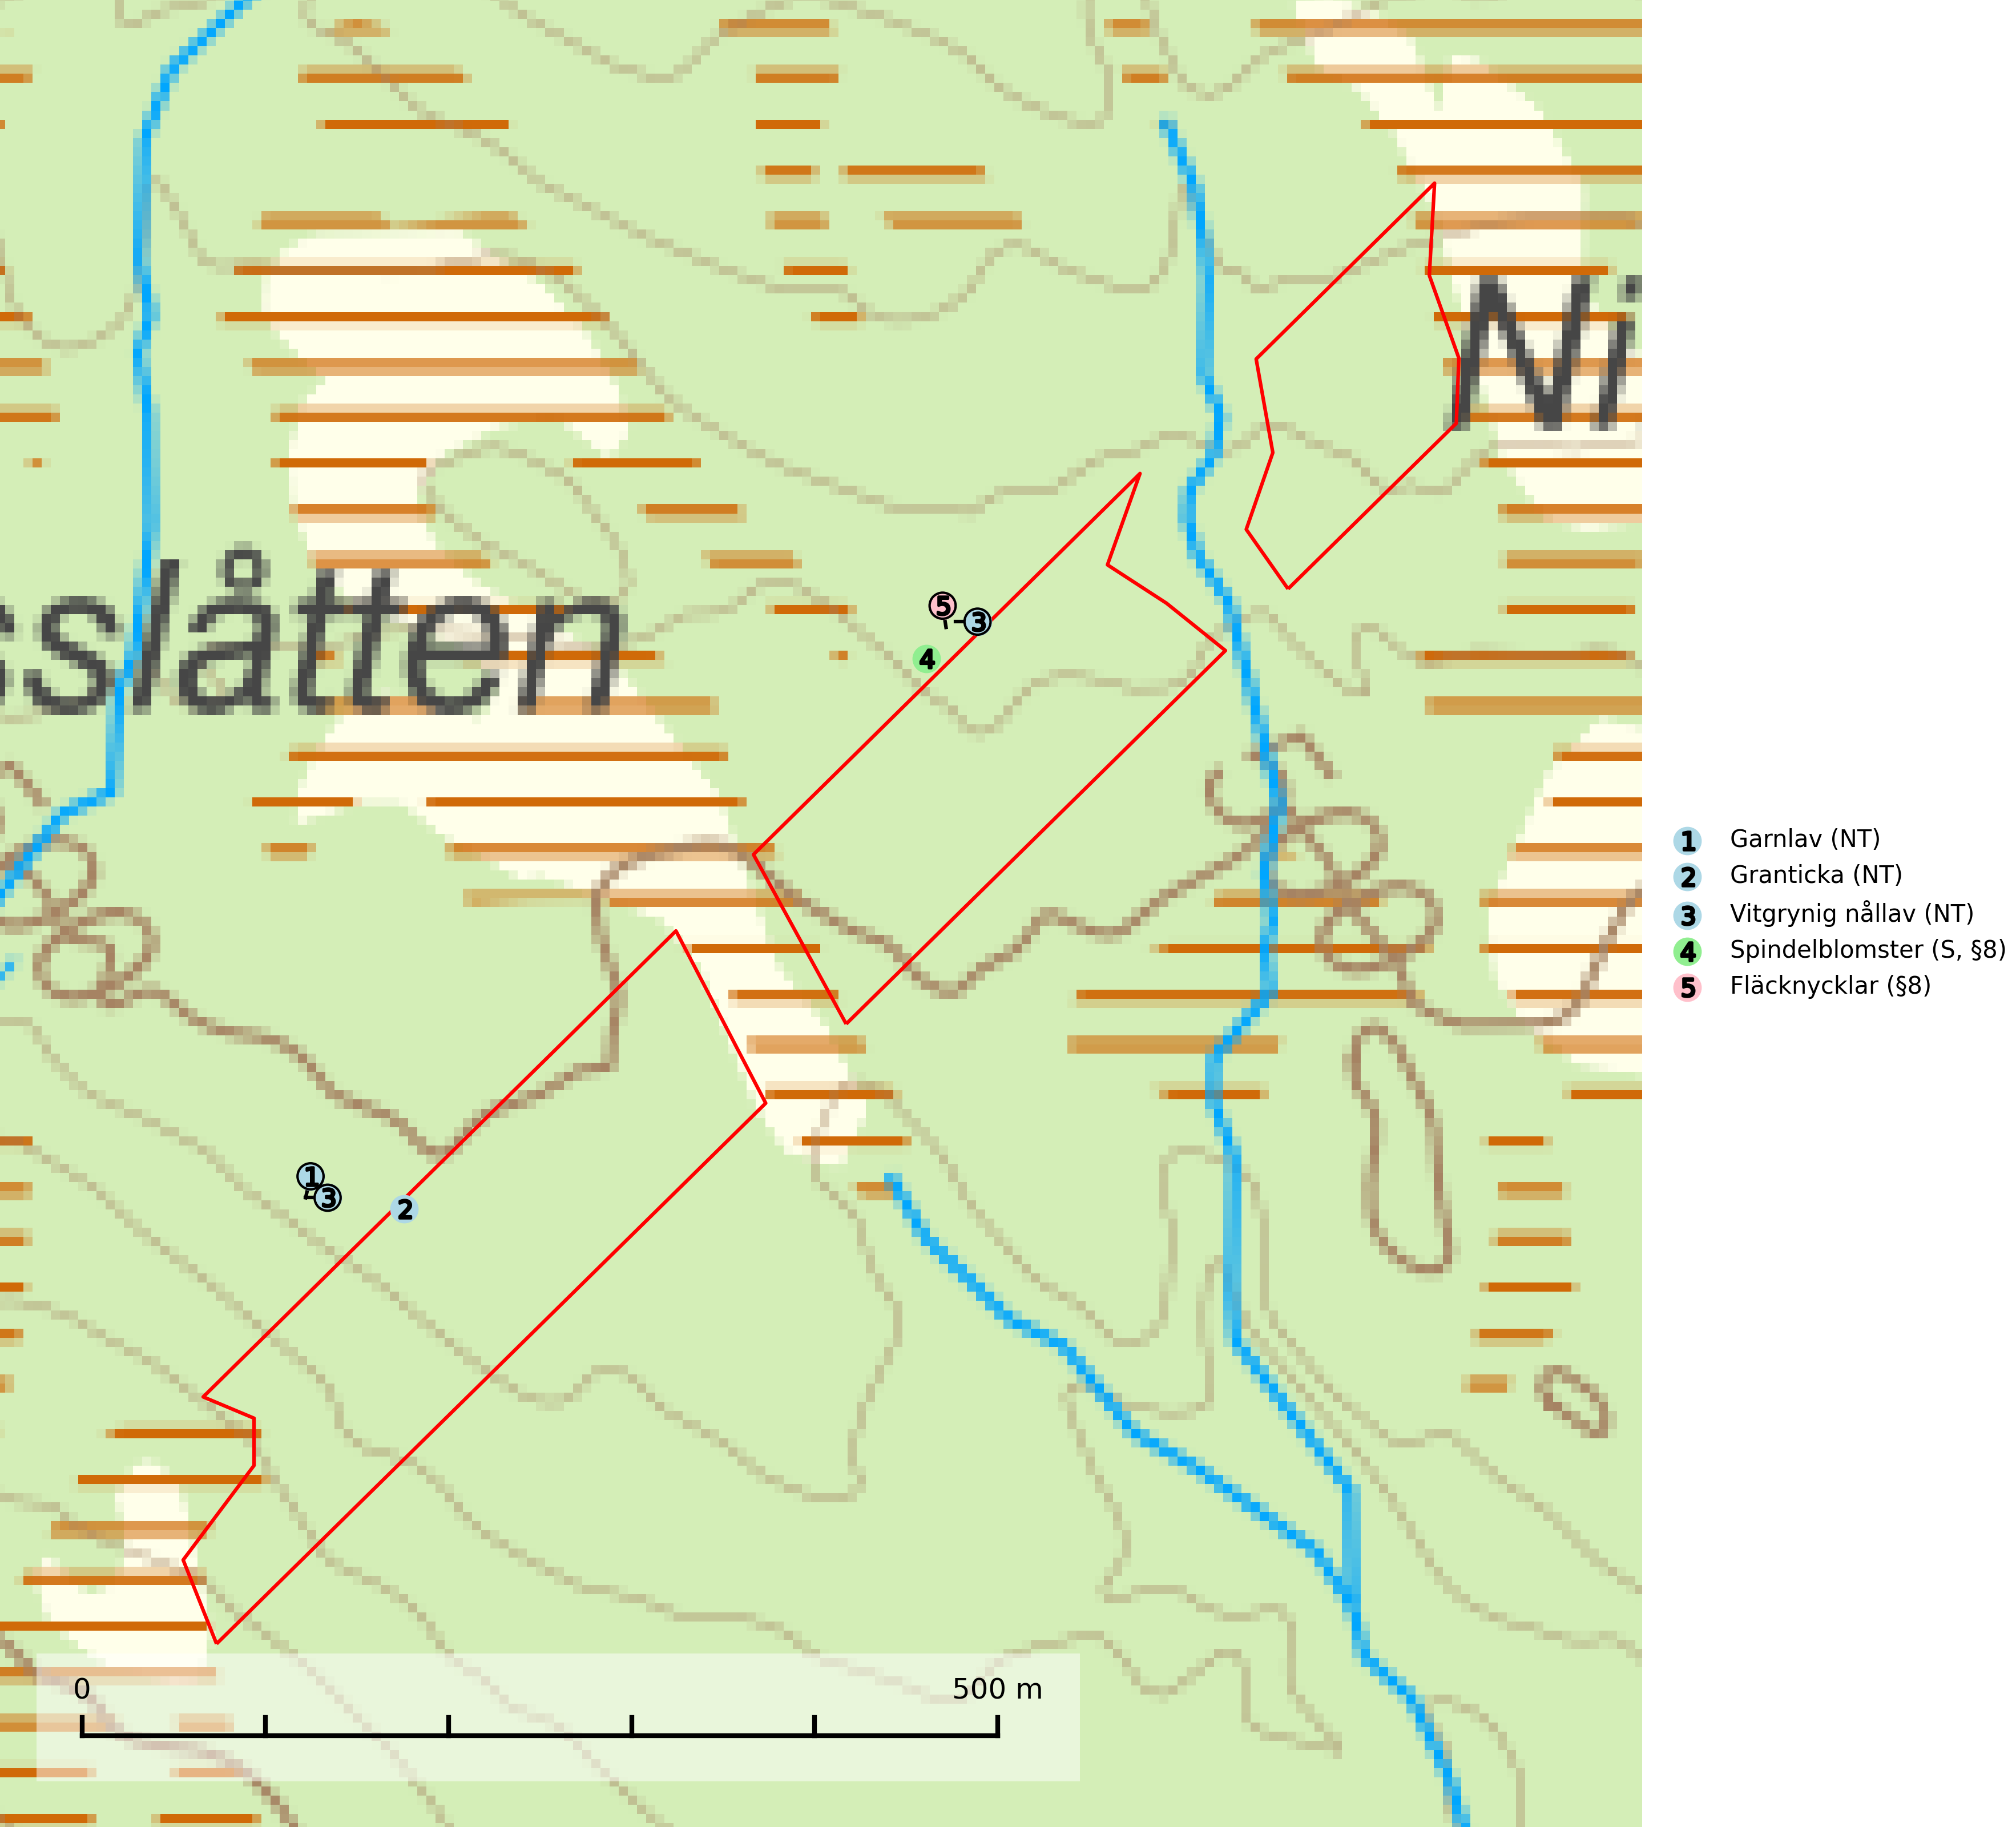 Ni
slåtten
5
3
4
1
3
2
0 500 m
1 Garnlav (NT)
2 Granticka (NT)
3 Vitgrynig nållav (NT)
4 Spindelblomster (S, §8)
5 Fläcknycklar (§8)